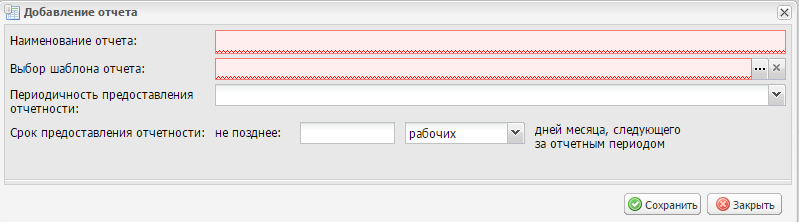 Добавление отчета
Наименование отчета:
Выбор шаблона отчета:
Периодичность предоставления
отчетности:
Срок предоставления отчетности: не позднее: рабочих дней месяца, следующего
за отчетным периодом
Сохранить Закрыть